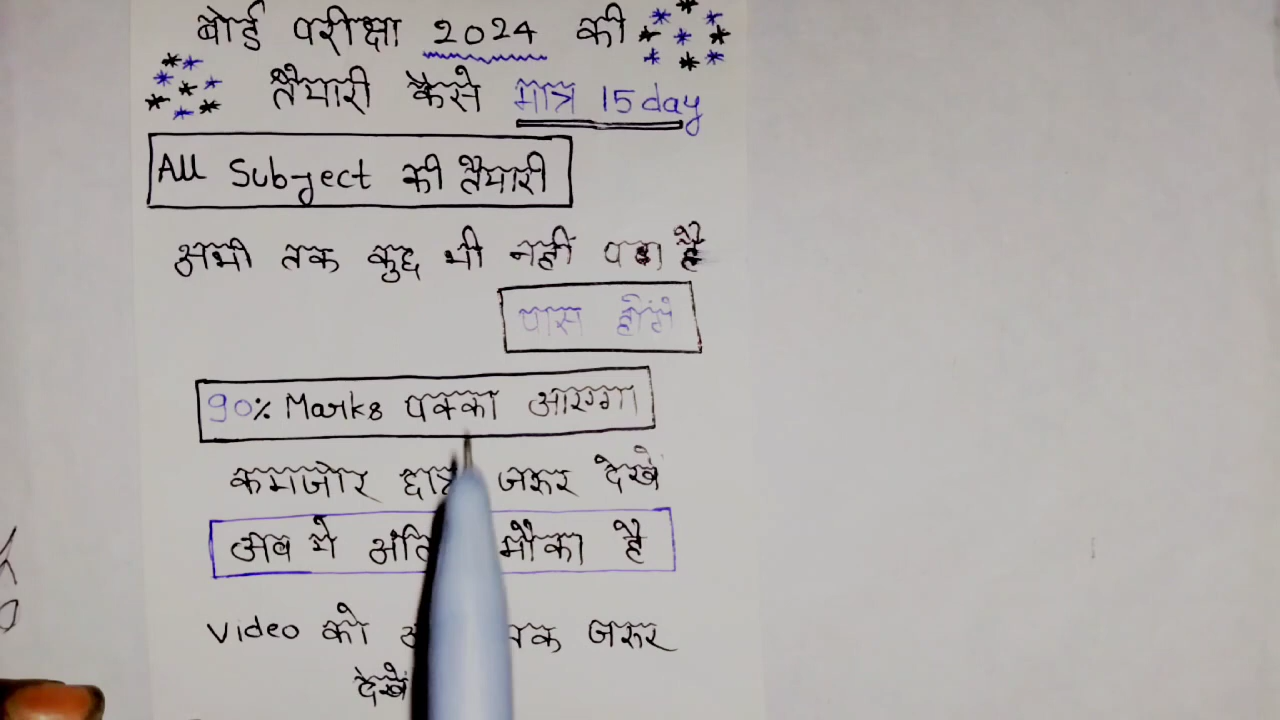 बोर्ड परीक्षा 2024 की
तैयारी कैसे मात्र 15 day
All Subject की तैयारी
अभी तक कुछ भी नहीं पढा है
पास होंगे
90% Marks पक्का आएगा
कमजोर छात्र जरूर देखे
अब ये अंति मौका है
video को तक जरूर
देखें